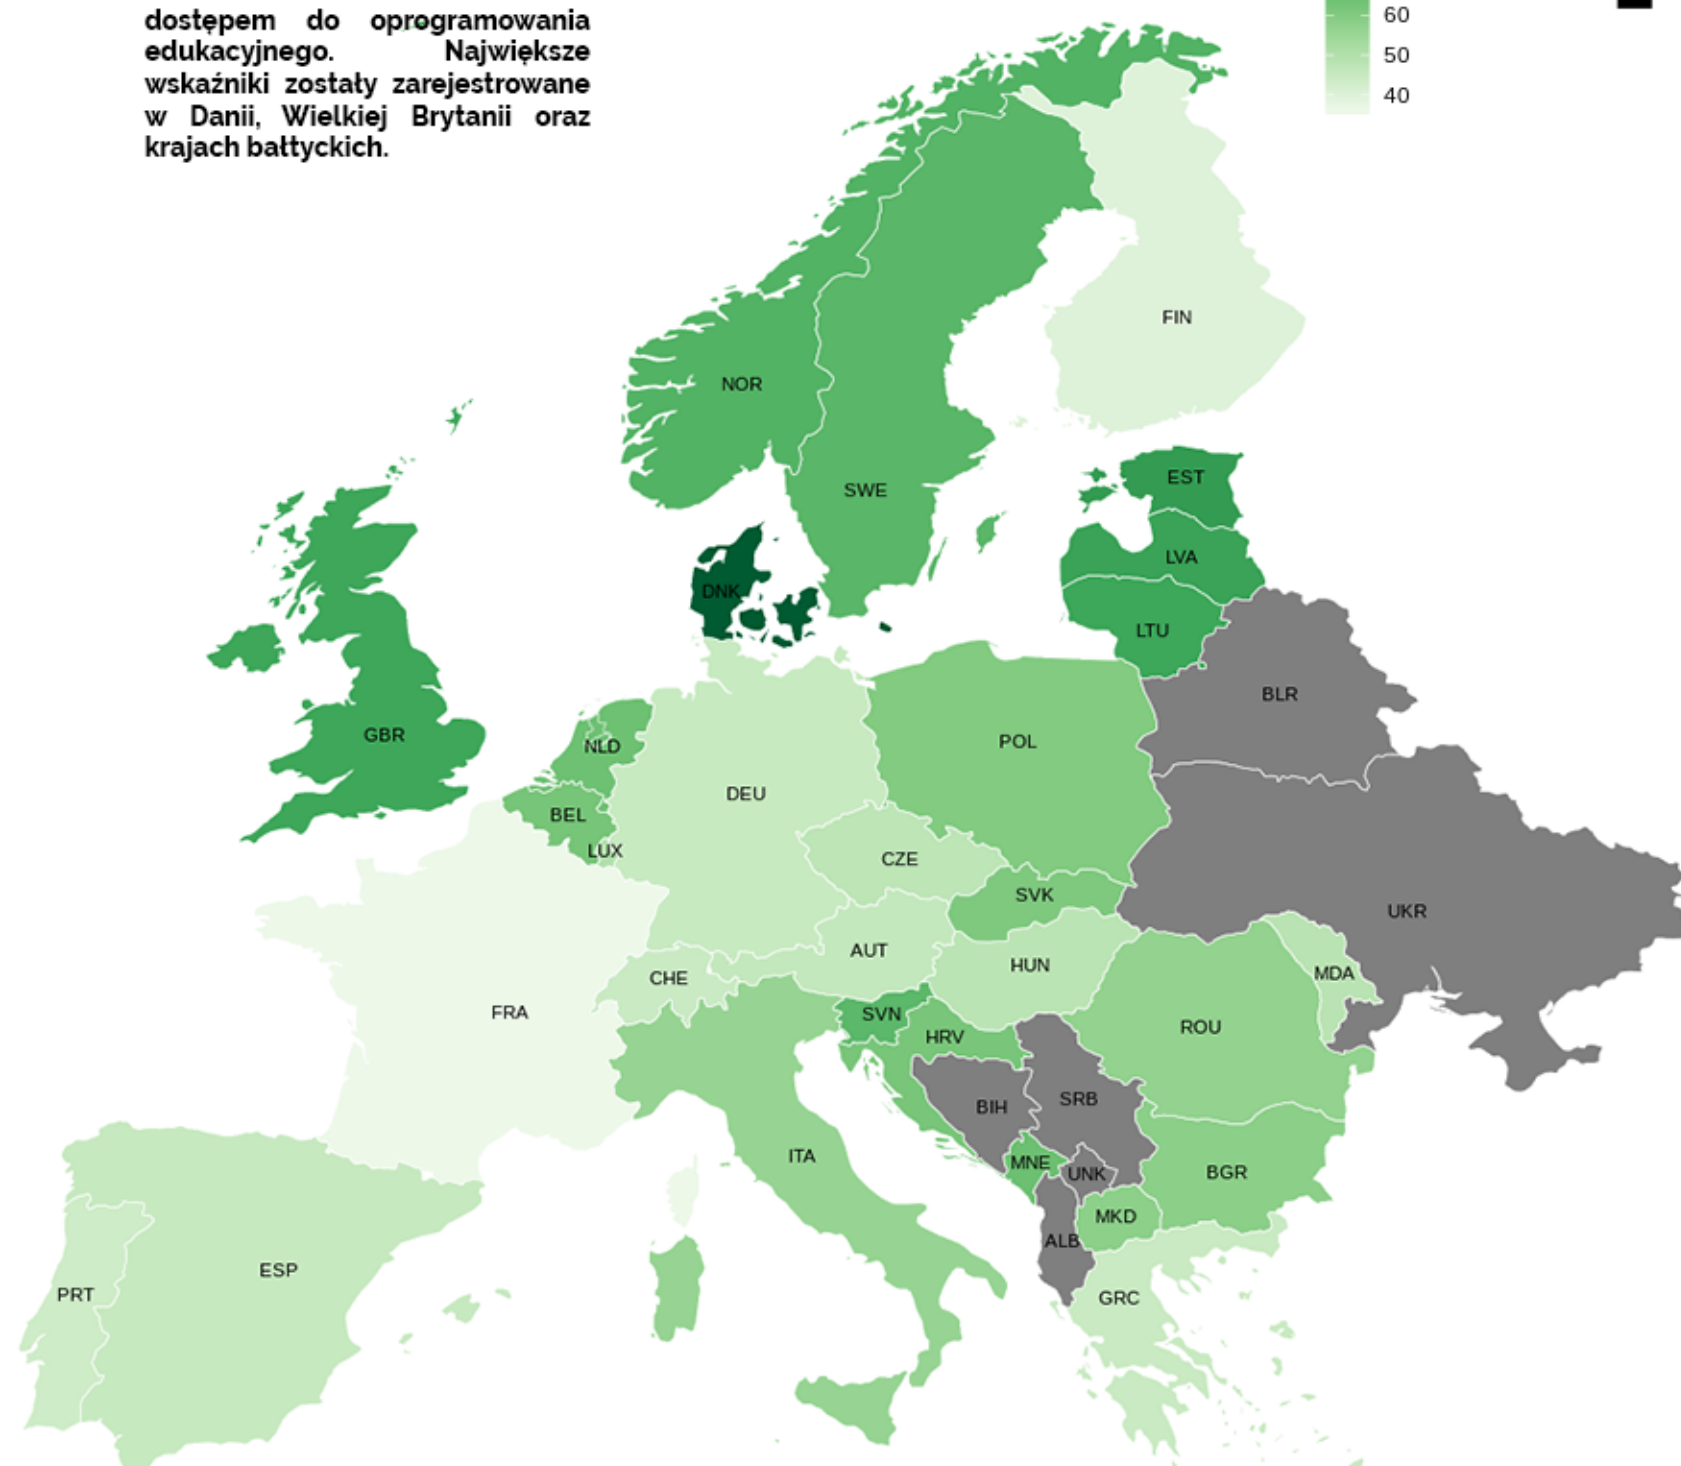 dostępem do oprogramowania
edukacyjnego. Największe
wskaźniki zostały zarejestrowane
w Danii, Wielkiej Brytanii oraz
krajach bałtyckich.
60
50
40
FIN
NOR
SWE
EST
LVA
DNK
LTU
BLR
GBR
NLD
POL
DEU
BEL
LUX
CZE
SVK
UKR
AUT
HUN
CHE
MDA
FRA
SVN
HRV
ROU
BIH
SRB
ITA
MNE
UNK
BGR
MKD
ALB
ESP
PRT
GRC